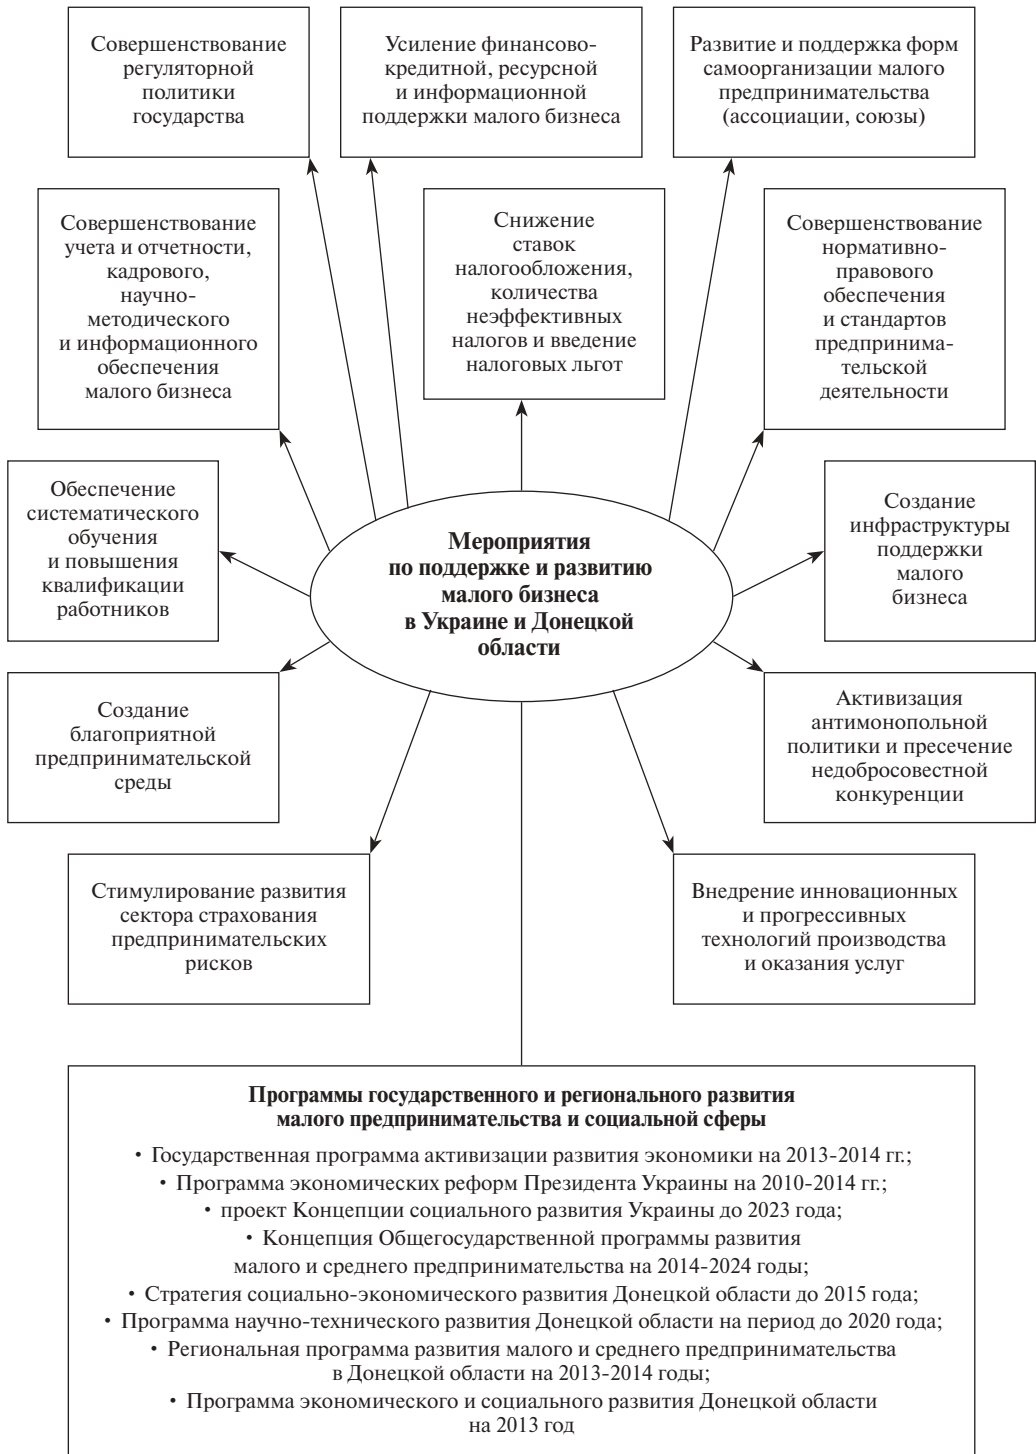 Совершенствование
регуляторной
политики
государства
Усиление финансово-
кредитной, ресурсной
и информационной
поддержки малого бизнеса
Развитие и поддержка форм
самоорганизации малого
предпринимательства
(ассоциации, союзы)
Совершенствование
учета и отчетности,
кадрового,
научно-
методического
и информационного
обеспечения
малого бизнеса
Снижение
ставок
налогообложения,
количества
неэффективных
налогов и введение
налоговых льгот
Совершенствование
нормативно-
правового
обеспечения
и стандартов
предпринима-
тельской
деятельности
Обеспечение
систематического
обучения
и повышения
квалификации
работников
Мероприятия
по поддержке и развитию
малого бизнеса
в Украине и Донецкой
области
Создание
инфраструктуры
поддержки
малого
бизнеса
Создание
благоприятной
предпринимательской
среды
Активизация
антимонопольной
политики и пресечение
недобросовестной
конкуренции
Стимулирование развития
сектора страхования
предпринимательских
рисков
Внедрение инновационных
и прогрессивных
технологий производства
и оказания услуг
Программы государственного и регионального развития
малого предпринимательства и социальной сферы
• Государственная программа активизации развития экономики на 2013-2014 гг.;
• Программа экономических реформ Президента Украины на 2010-2014 гг.;
• проект Концепции социального развития Украины до 2023 года;
• Концепция Общегосударственной программы развития
малого и среднего предпринимательства на 2014-2024 годы;
• Стратегия социально-экономического развития Донецкой области до 2015 года;
• Программа научно-технического развития Донецкой области на период до 2020 года;
• Региональная программа развития малого и среднего предпринимательства
в Донецкой области на 2013-2014 годы;
• Программа экономического и социального развития Донецкой области
на 2013 год